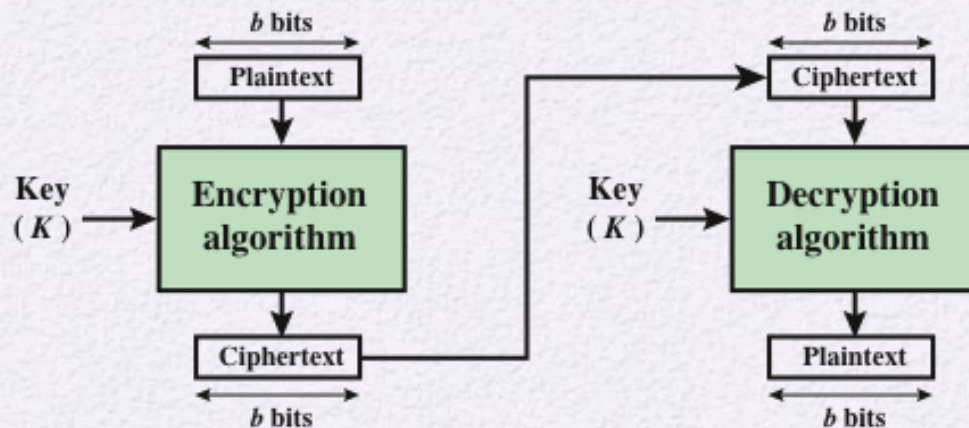 b bits
Plaintext
Key
( K )
Encryption
algorithm
Ciphertext
b bits
b bits
Ciphertext
Key
( K )
Decryption
algorithm
Plaintext
b bits